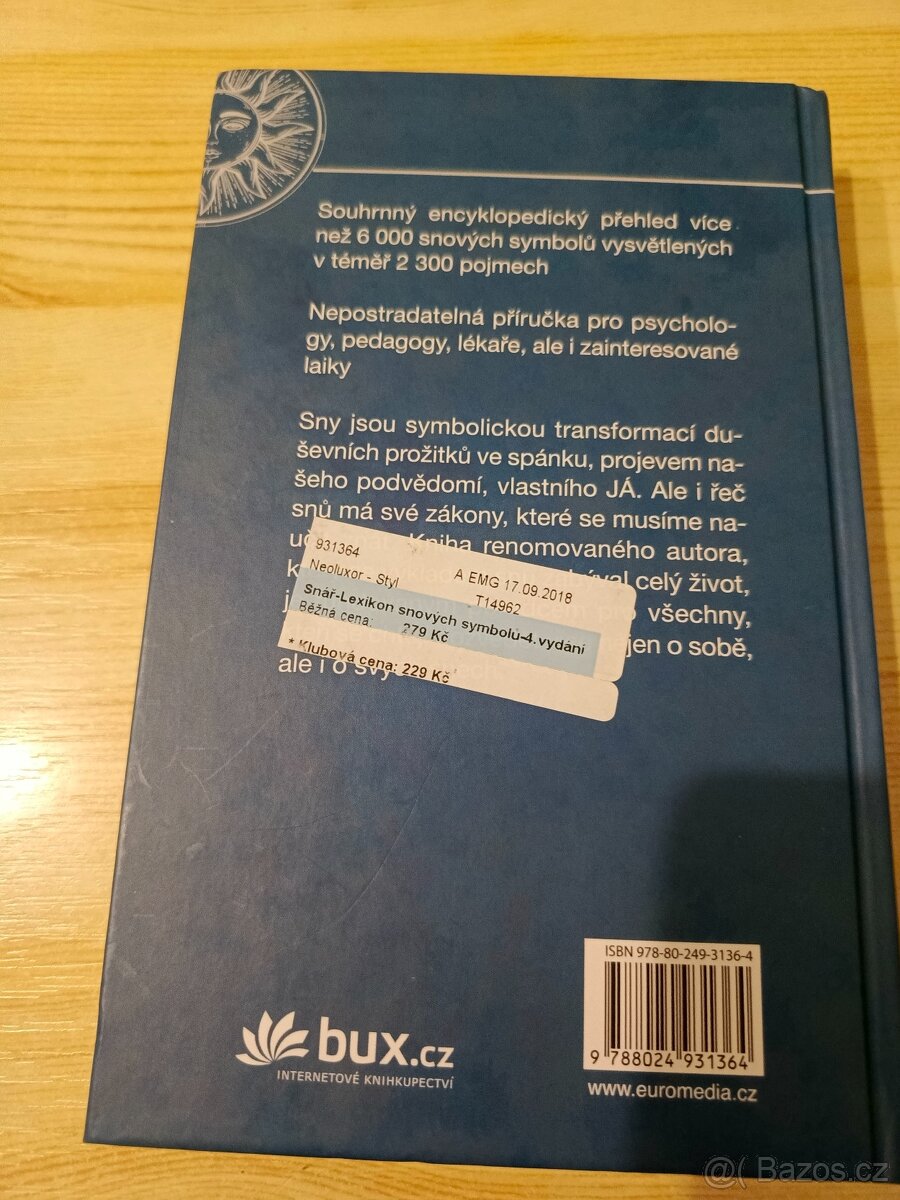 Souhrnný encyklopedický přehled více
než 6 000 snových symbolů vysvětlených
v téměř 2 300 pojmech
Nepostradatelná příručka pro psycholo-
gy, pedagogy, lékaře, ale i zainteresované
laiky
Sny jsou symbolickou transformací du-
ševních prožitků ve spánku, projevem na-
šeho podvědomí, vlastního JÁ. Ale i řeč
snů má své zákony, které se musíme na-
Kniha renomovaného autora,
celý život,
všechny,
jen o sobě,
ale i o
931364
A EMG 17.09.2018
Neoluxor - Styl
T14962
Snář-Lexikon snových symbolů-4.vydání
Běžná cena: 279 Kč
* Klubová cena: 229 Kč
ISBN 978-80-249-3136-4
9 788024 931364
www.euromedia.cz
bux.cz
INTERNETOVÉ KNIHKUPECTVÍ
@( Bazos.cz